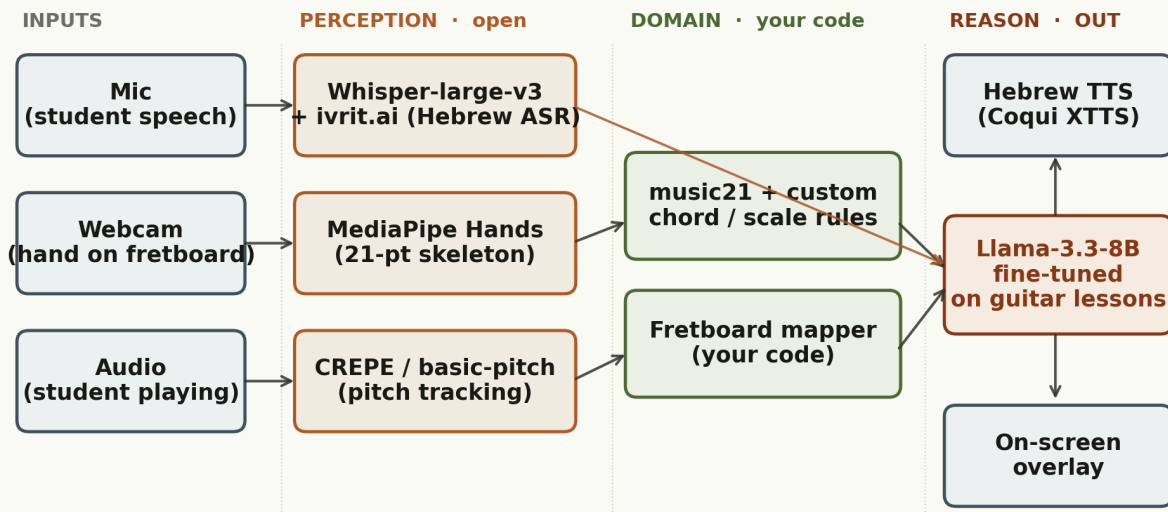 INPUTS
PERCEPTION · open
DOMAIN · your code
REASON · OUT
Mic
(student speech)
Whisper-large-v3
+ ivrit.ai (Hebrew ASR)
Hebrew TTS
(Coqui XTTS)
Webcam
(hand on fretboard)
MediaPipe Hands
(21-pt skeleton)
music21 + custom
chord / scale rules
Llama-3.3-8B
fine-tuned
on guitar lessons
Audio
(student playing)
CREPE / basic-pitch
(pitch tracking)
Fretboard mapper
(your code)
On-screen
overlay